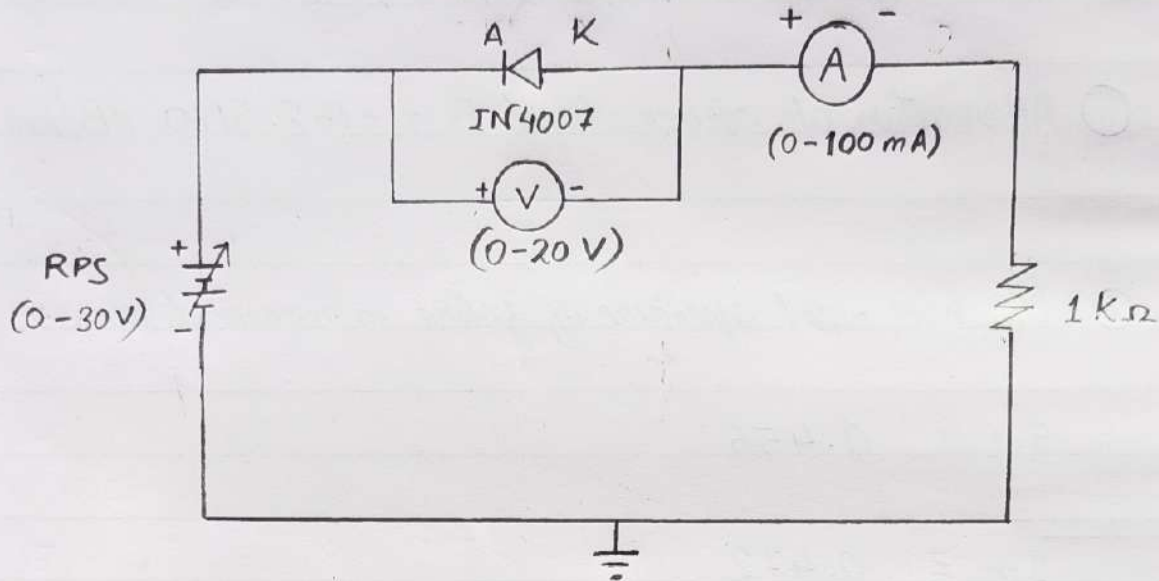 A K
+ -
A
IN4007
(0-100 mA)
+ V -
(0-20 V)
+
RPS
(0-30V)
-
1 KΩ